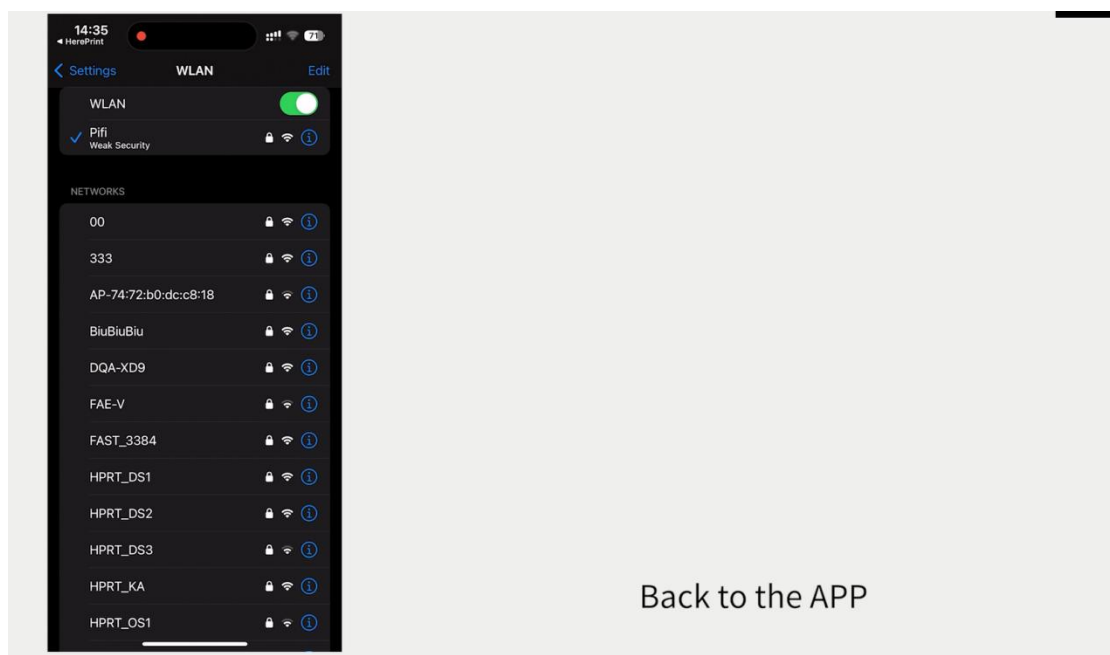 14:35
◀ HerePrint
71
Settings
WLAN
Edit
WLAN
Pifi
Weak Security
NETWORKS
00
333
AP-74:72:b0:dc:c8:18
BiuBiuBiu
DQA-XD9
FAE-V
FAST_3384
HPRT_DS1
HPRT_DS2
HPRT_DS3
HPRT_KA
HPRT_OS1
Back to the APP